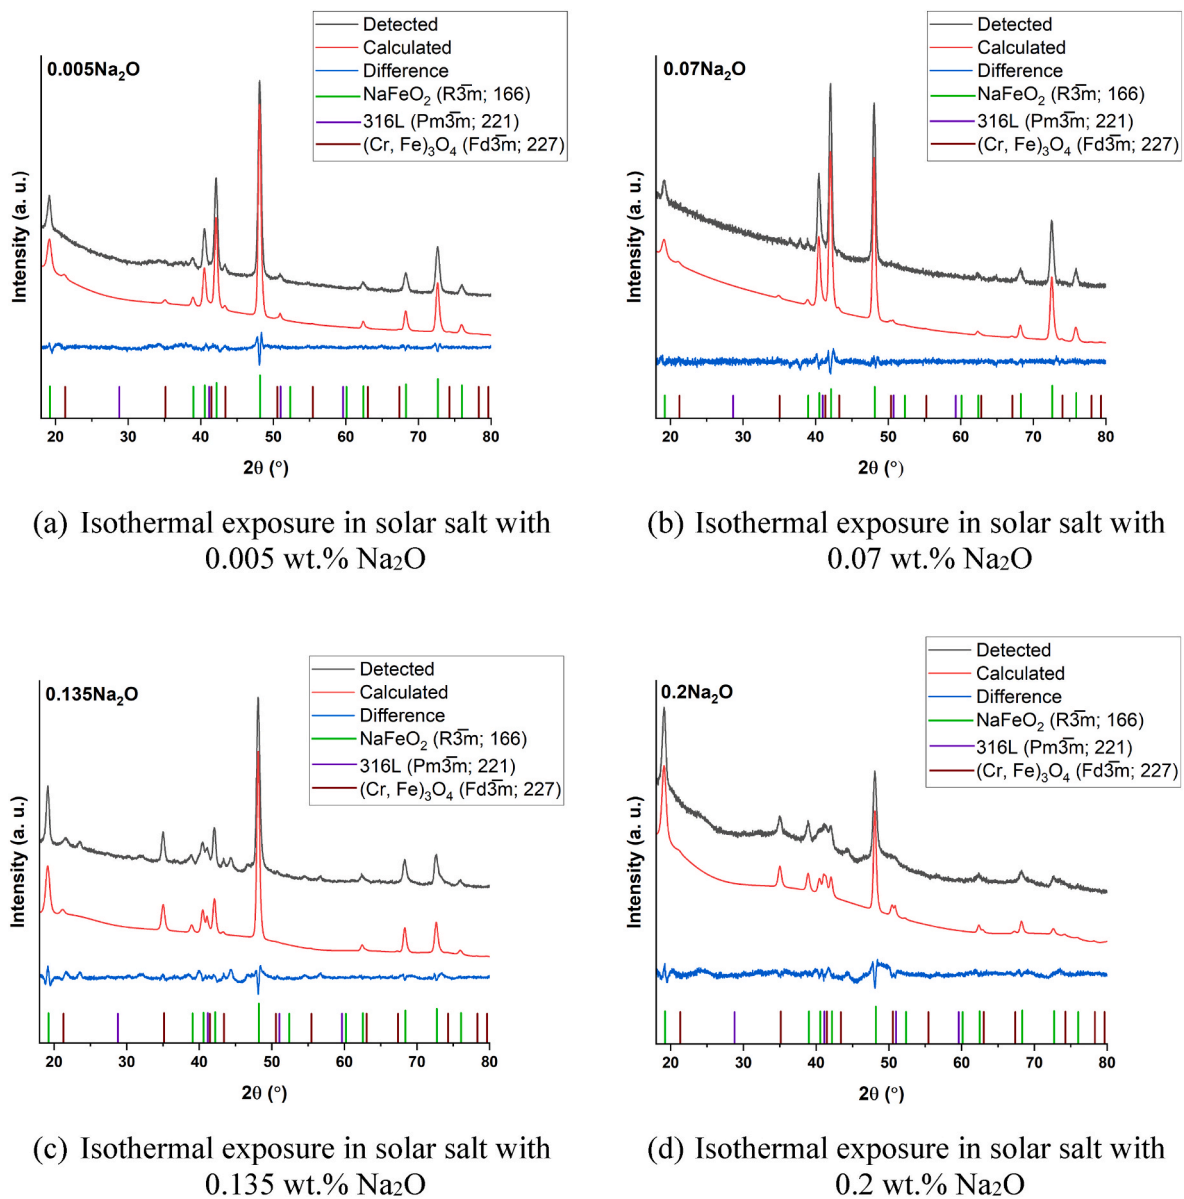 0.005Na₂O
Detected
Calculated
Difference
NaFeO₂ (R3̅m; 166)
316L (Pm3̅m; 221)
(Cr, Fe)₃O₄ (Fd3̅m; 227)
Intensity (a. u.)
20 30 40 50 60 70 80
2θ (°)
(a) Isothermal exposure in solar salt with
0.005 wt.% Na₂O
0.07Na₂O
Detected
Calculated
Difference
NaFeO₂ (R3̅m; 166)
316L (Pm3̅m; 221)
(Cr, Fe)₃O₄ (Fd3̅m; 227)
Intensity (a. u.)
20 30 40 50 60 70 80
2θ (°)
(b) Isothermal exposure in solar salt with
0.07 wt.% Na₂O
0.135Na₂O
Detected
Calculated
Difference
NaFeO₂ (R3̅m; 166)
316L (Pm3̅m; 221)
(Cr, Fe)₃O₄ (Fd3̅m; 227)
Intensity (a. u.)
20 30 40 50 60 70 80
2θ (°)
(c) Isothermal exposure in solar salt with
0.135 wt.% Na₂O
0.2Na₂O
Detected
Calculated
Difference
NaFeO₂ (R3̅m; 166)
316L (Pm3̅m; 221)
(Cr, Fe)₃O₄ (Fd3̅m; 227)
Intensity (a. u.)
20 30 40 50 60 70 80
2θ (°)
(d) Isothermal exposure in solar salt with
0.2 wt.% Na₂O